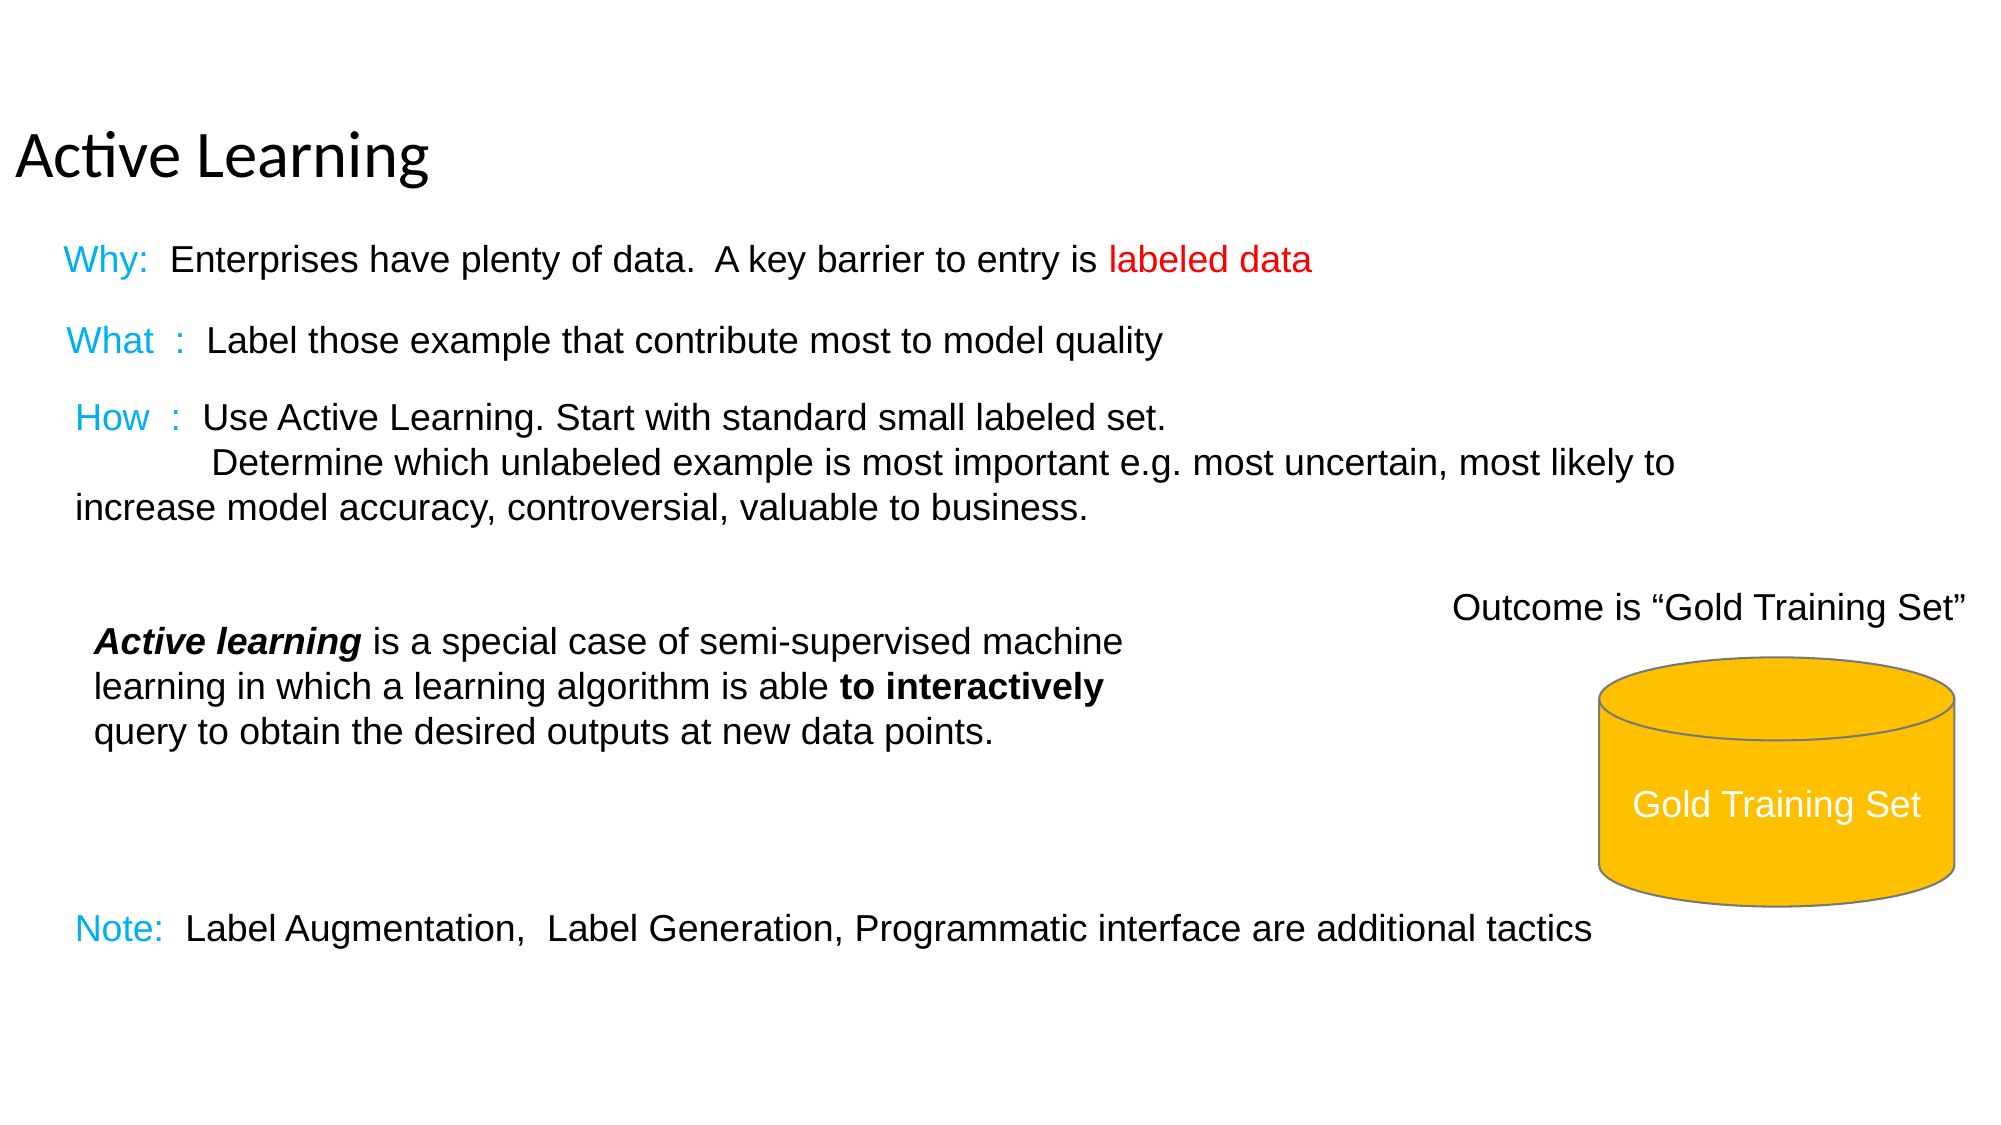 Active Learning
Why:  Enterprises have plenty of data.  A key barrier to entry is labeled data
What  :  Label those example that contribute most to model quality
How  :  Use Active Learning. Start with standard small labeled set.
Determine which unlabeled example is most important e.g. most uncertain, most likely to
increase model accuracy, controversial, valuable to business.
Outcome is “Gold Training Set”
Active learning is a special case of semi-supervised machine
learning in which a learning algorithm is able to interactively
query to obtain the desired outputs at new data points.
Gold Training Set
Note:  Label Augmentation,  Label Generation, Programmatic interface are additional tactics